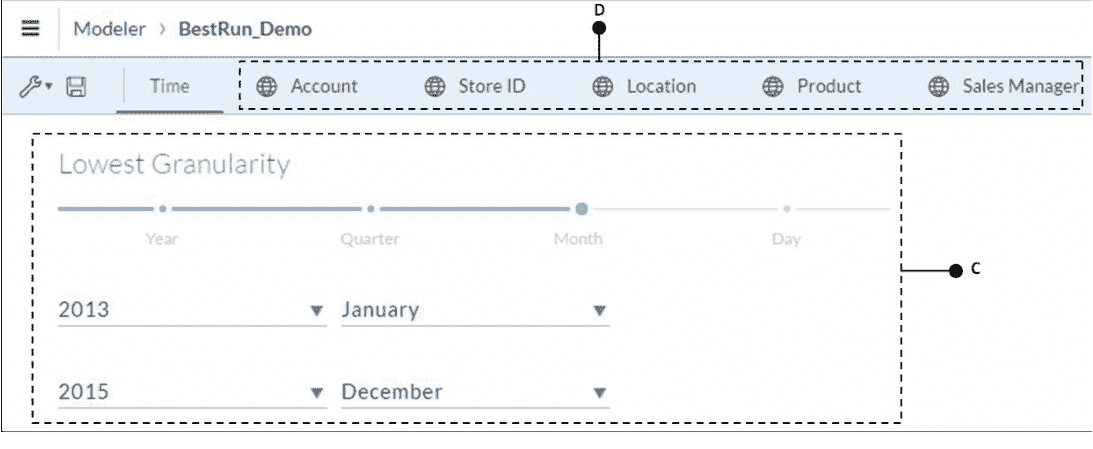 D
Modeler > BestRun_Demo
Time Account Store ID Location Product Sales Manager
Lowest Granularity
Year Quarter Month Day
C
2013 January
2015 December